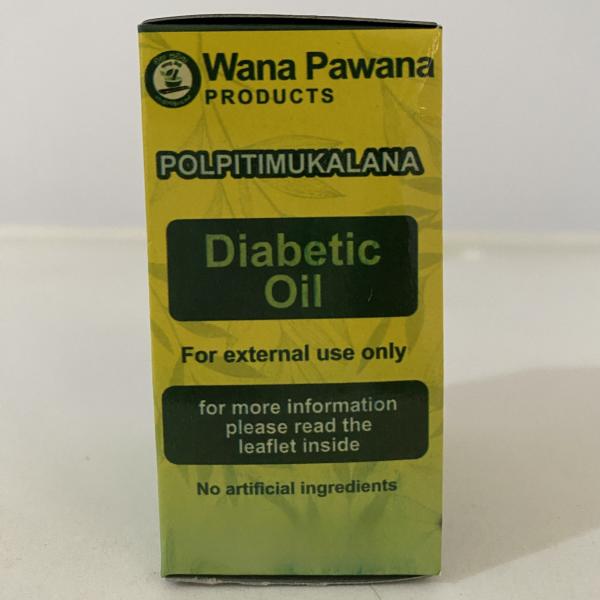 Wana Pawana
PRODUCTS
POLPITIMUKALANA
Diabetic
Oil
For external use only
for more information
please read the
leaflet inside
No artificial ingredients